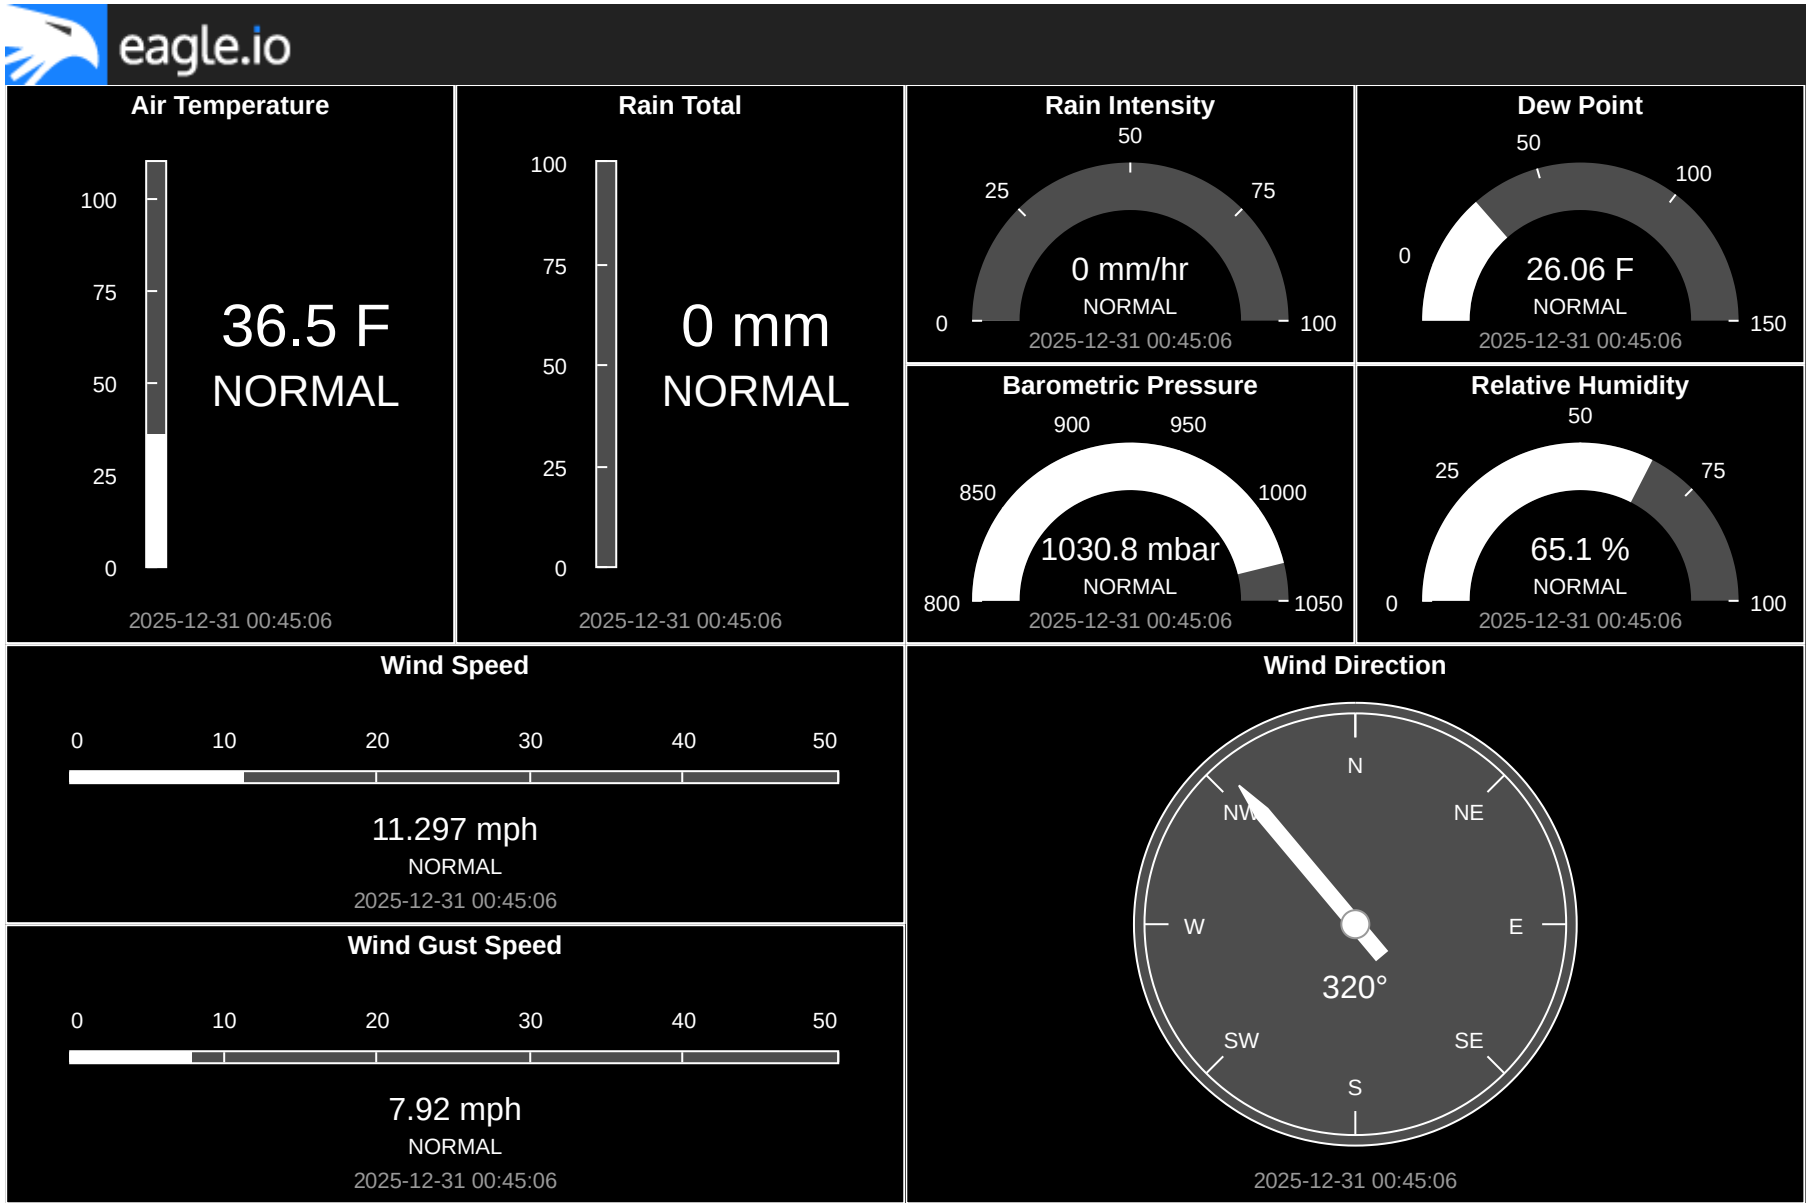 eagle.io
Air Temperature
100
75
50
25
0
36.5 F
NORMAL
2025-12-31 00:45:06
Rain Total
100
75
50
25
0
0 mm
NORMAL
2025-12-31 00:45:06
Rain Intensity
0
25
50
75
100
0 mm/hr
NORMAL
2025-12-31 00:45:06
Dew Point
0
50
100
150
26.06 F
NORMAL
2025-12-31 00:45:06
Barometric Pressure
800
850
900
950
1000
1050
1030.8 mbar
NORMAL
2025-12-31 00:45:06
Relative Humidity
0
25
50
75
100
65.1 %
NORMAL
2025-12-31 00:45:06
Wind Speed
0 10 20 30 40 50
11.297 mph
NORMAL
2025-12-31 00:45:06
Wind Gust Speed
0 10 20 30 40 50
7.92 mph
NORMAL
2025-12-31 00:45:06
Wind Direction
N
NW NE
W E
320°
SW SE
S
2025-12-31 00:45:06